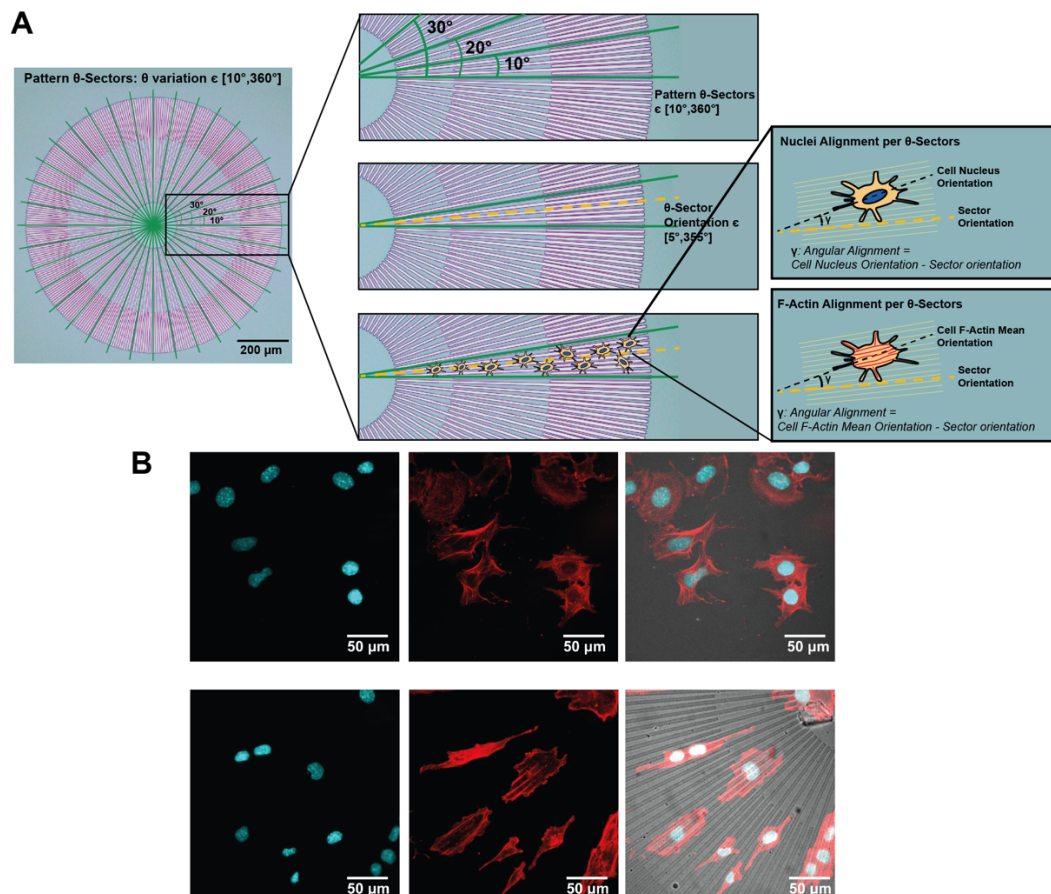 A
Pattern θ-Sectors: θ variation ϵ [10°,360°]
30°
20°
10°
200 µm
30°
20°
10°
Pattern θ-Sectors
ϵ [10°,360°]
θ-Sector
Orientation ϵ
[5°,355°]
Nuclei Alignment per θ-Sectors
Cell Nucleus
Orientation
Sector
Orientation
γ
γ: Angular Alignment =
Cell Nucleus Orientation - Sector orientation
F-Actin Alignment per θ-Sectors
Cell F-Actin Mean
Orientation
Sector
Orientation
γ
γ: Angular Alignment =
Cell F-Actin Mean Orientation - Sector orientation
B
50 µm
50 µm
50 µm
50 µm
50 µm
50 µm